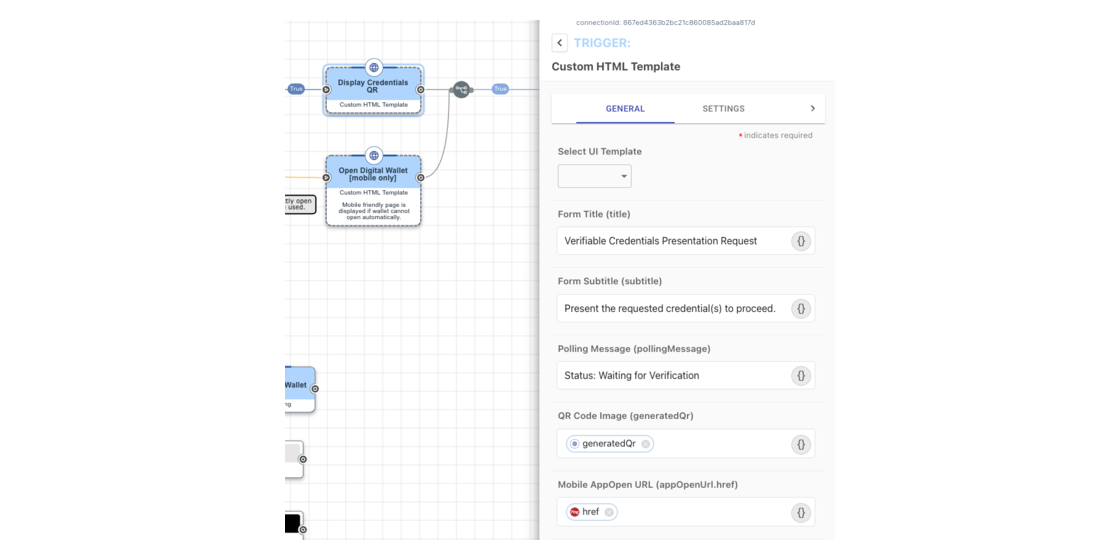 connectionId: 867ed4363b2bc21c860085ad2baa817d
TRIGGER:
Custom HTML Template
GENERAL
SETTINGS
* indicates required
Select UI Template
Form Title (title)
Verifiable Credentials Presentation Request
{}
Form Subtitle (subtitle)
Present the requested credential(s) to proceed.
{}
Polling Message (pollingMessage)
Status: Waiting for Verification
{}
QR Code Image (generatedQr)
generatedQr
{}
Mobile AppOpen URL (appOpenUrl.href)
href
{}
True
Display Credentials
QR
Custom HTML Template
True
Open Digital Wallet
[mobile only]
Custom HTML Template
Mobile friendly page is
displayed if wallet cannot
open automatically.
tly open
used.
Wallet
ng